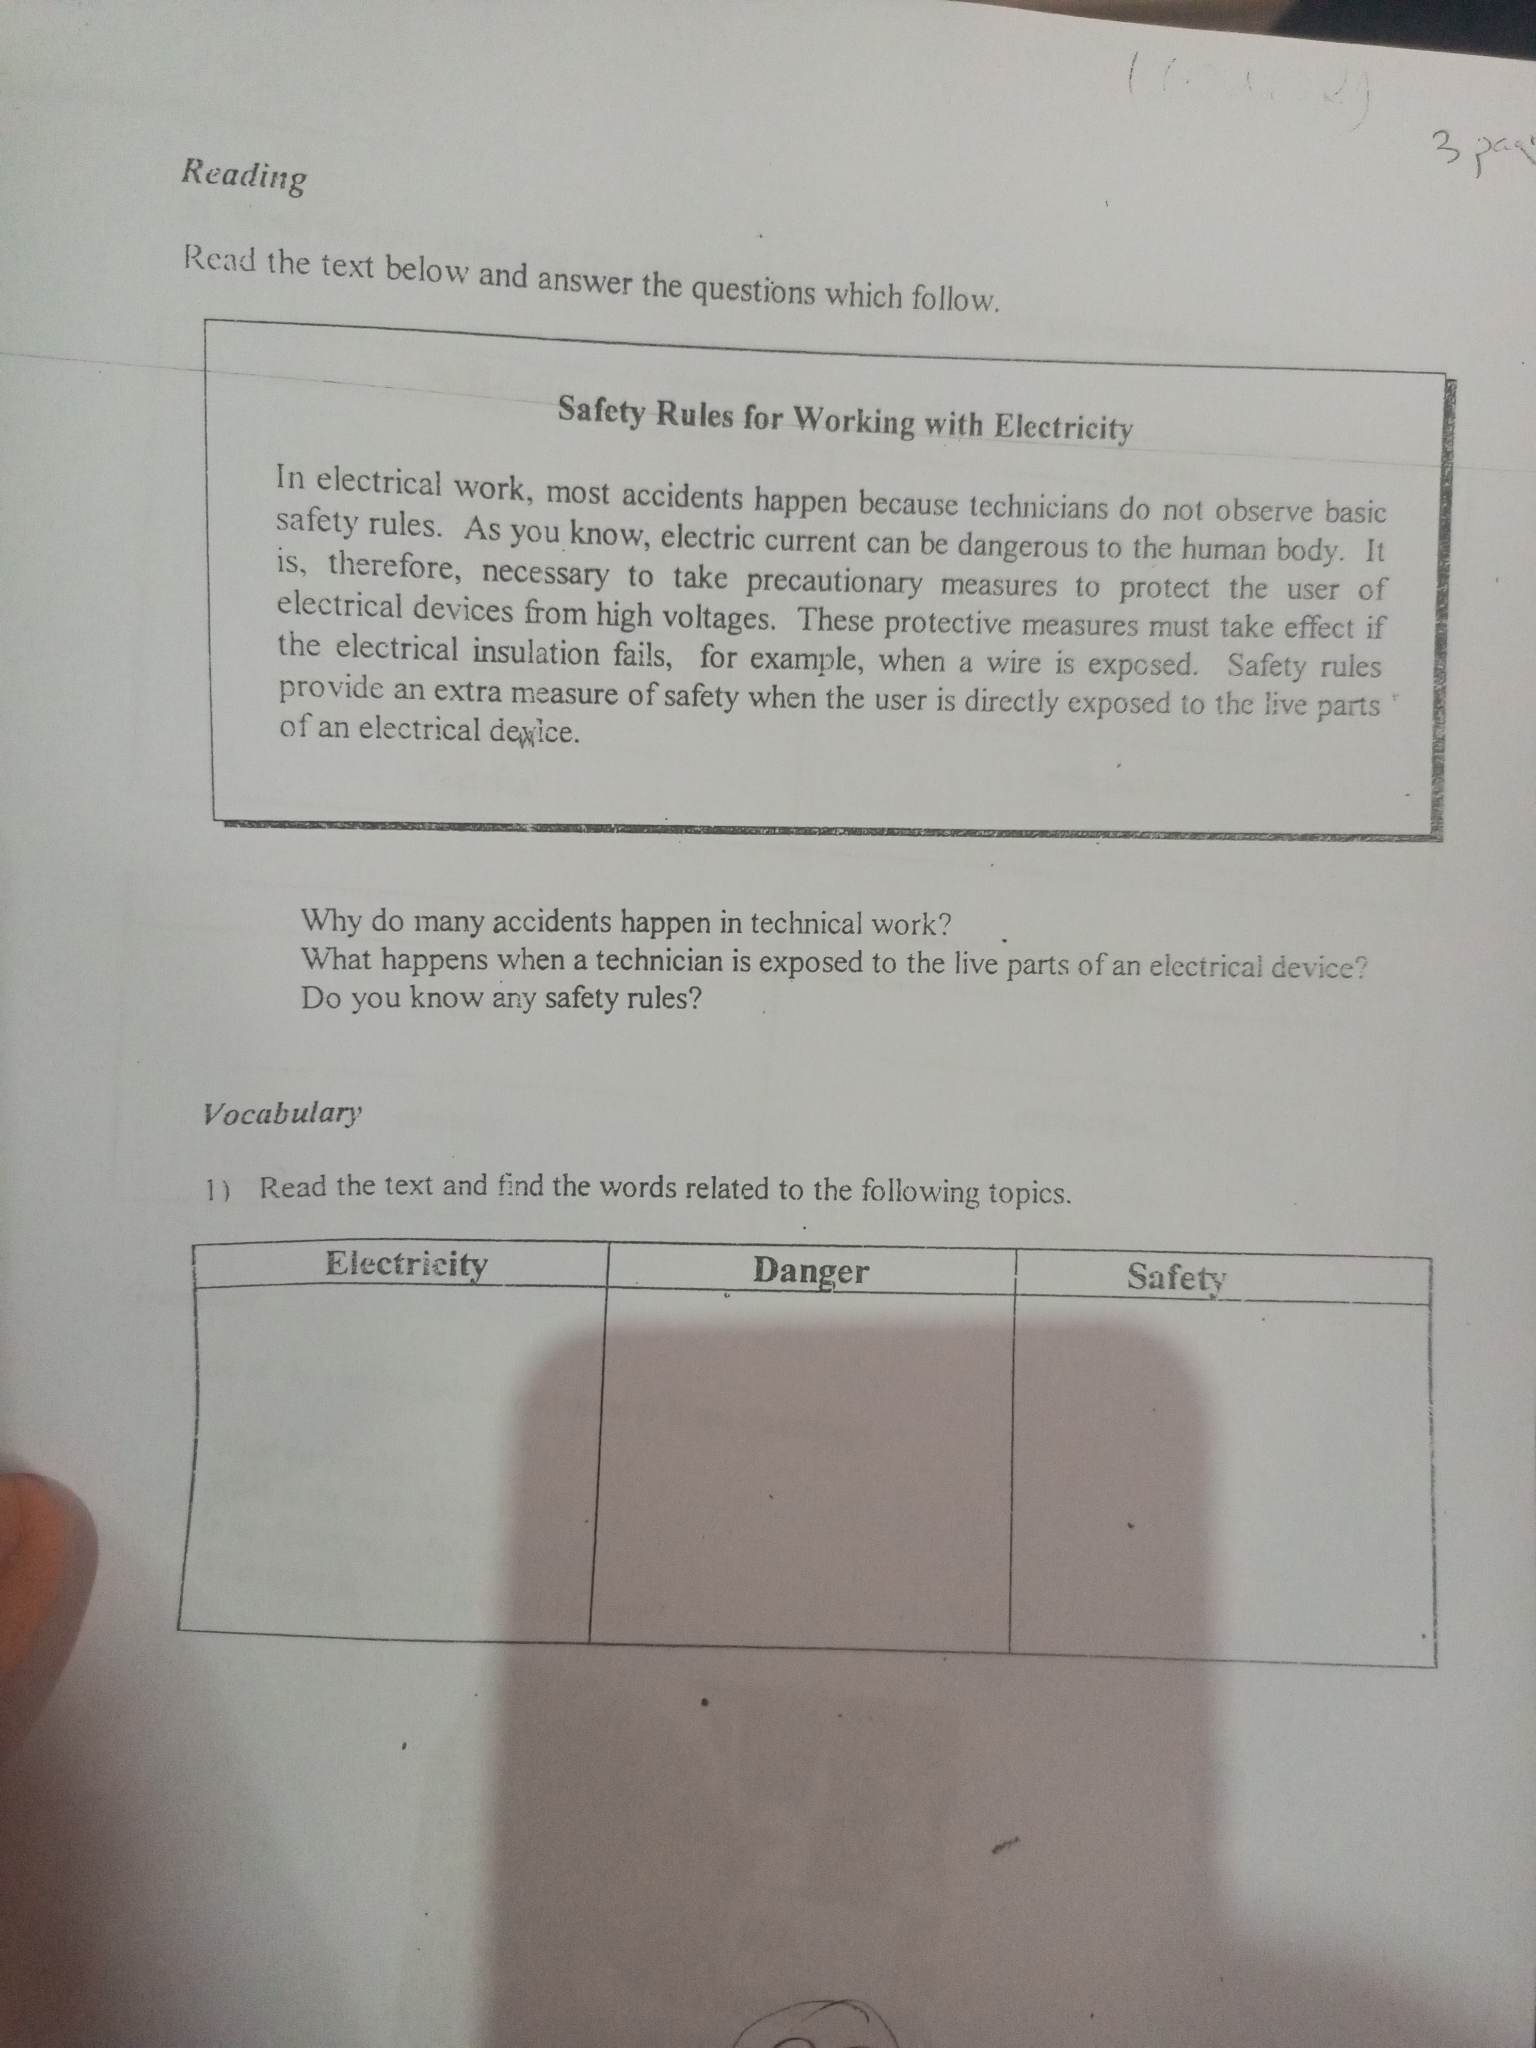 3
Reading
Read the text below and answer the questions which follow.
Safety Rules for Working with Electricity
In electrical work, most accidents happen because technicians do not observe basic
safety rules. As you know, electric current can be dangerous to the human body. It
is, therefore, necessary to take precautionary measures to protect the user of
electrical devices from high voltages. These protective measures must take effect if
the electrical insulation fails, for example, when a wire is exposed. Safety rules
provide an extra measure of safety when the user is directly exposed to the live parts
of an electrical device.
Why do many accidents happen in technical work?
What happens when a technician is exposed to the live parts of an electrical device?
Do you know any safety rules?
Vocabulary
1) Read the text and find the words related to the following topics.
Electricity Danger Safety